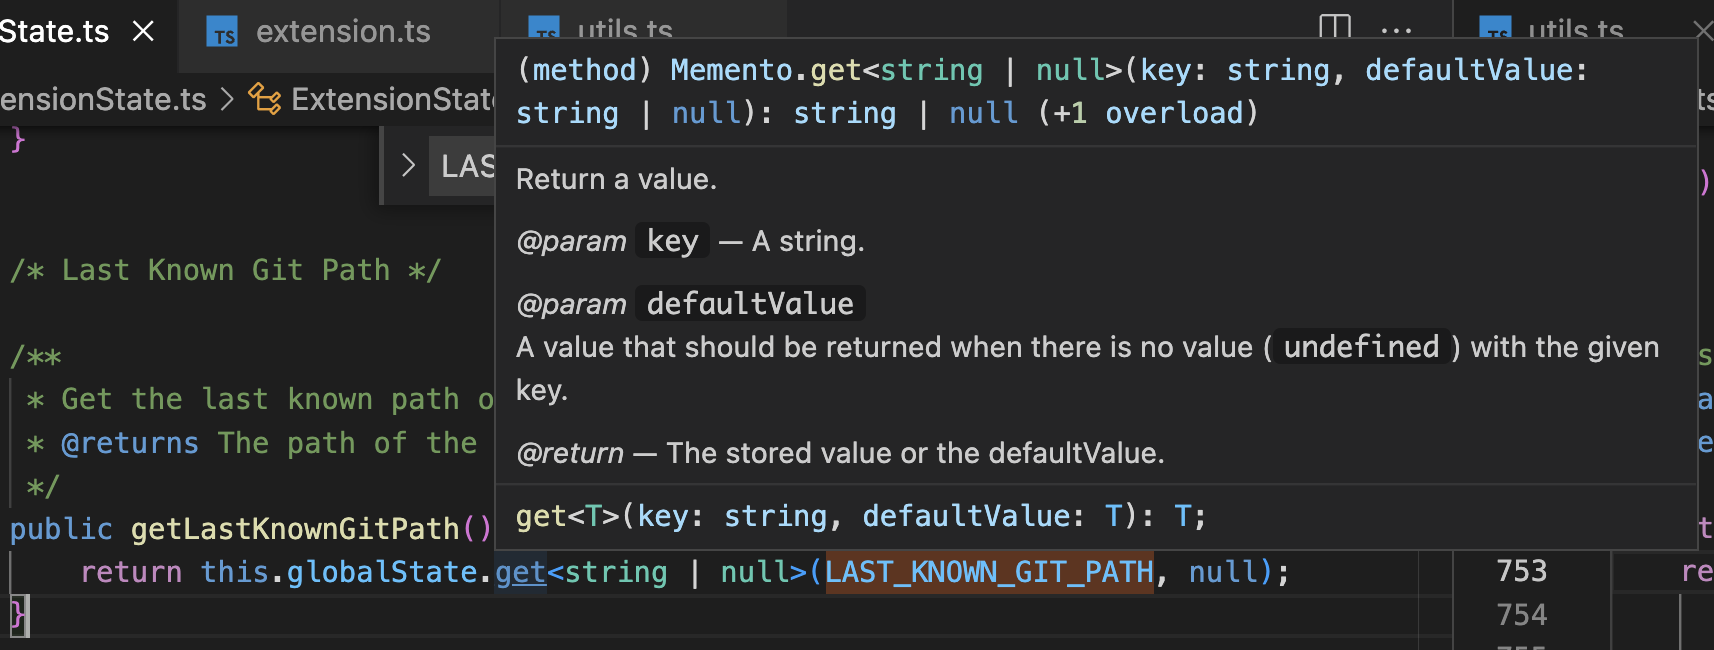 State.ts
TS extension.ts
TS utils.ts
TS utils.ts
ensionState.ts > ExtensionStat
(method) Memento.get<string | null>(key: string, defaultValue:
string | null): string | null (+1 overload)
}
> LAS
Return a value.
@param key — A string.
/* Last Known Git Path */
@param defaultValue
A value that should be returned when there is no value (undefined) with the given
key.
/**
* Get the last known path o
* @returns The path of the
*/
@return — The stored value or the defaultValue.
get<T>(key: string, defaultValue: T): T;
public getLastKnownGitPath()
return this.globalState.get<string | null>(LAST_KNOWN_GIT_PATH, null);
}
753 re
754
755